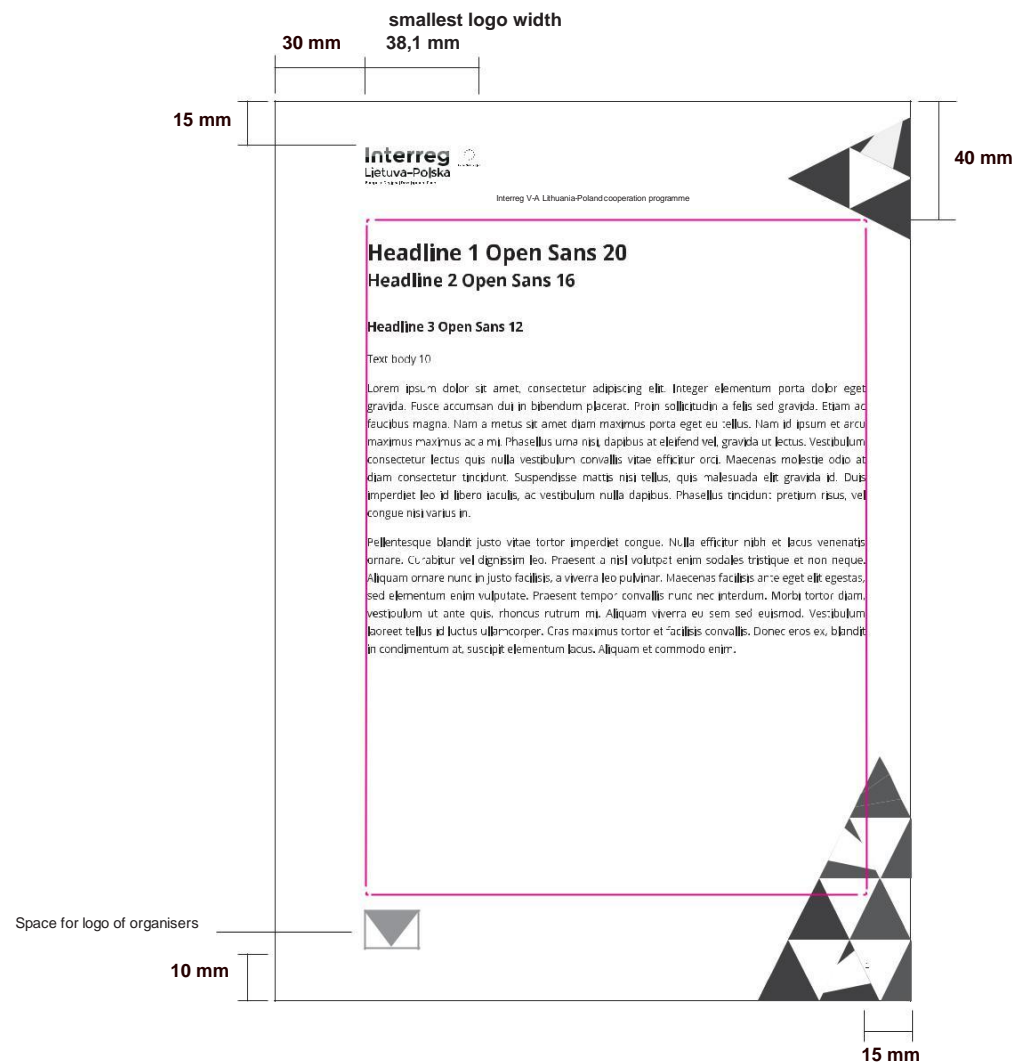 smallest logo width
30 mm 38,1 mm
15 mm
40 mm
Interreg
Lietuva-Polska
Interreg V-A Lithuania-Poland cooperation programme
Headline 1 Open Sans 20
Headline 2 Open Sans 16
Headline 3 Open Sans 12
Text body 10
Lorem ipsum dolor sit amet, consectetur adipiscing elit. Integer elementum porta dolor eget
gravida. Fusce accumsan dui in bibendum placerat. Proin sollicitudin a felis sed gravida. Etiam ac
faucibus magna. Nam a metus sit amet diam maximus porta eget eu tellus. Nam id ipsum et arcu
maximus maximus ac a mi. Phasellus urna nisi, dapibus at eleifend vel, gravida ut lectus. Vestibulum
consectetur lectus quis nulla vestibulum convallis vitae efficitur orci. Maecenas molestie odio at
diam consectetur tincidunt. Suspendisse mattis nisi tellus, quis malesuada elit gravida id. Duis
imperdiet leo id libero iaculis, ac vestibulum nulla dapibus. Phasellus tincidunt pretium risus, vel
congue nisi varius in.
Pellentesque blandit justo vitae tortor imperdiet congue. Nulla efficitur nibh et lacus venenatis
ornare. Curabitur vel dignissim leo. Praesent a nisl volutpat enim sodales tristique et non neque.
Aliquam ornare nunc in justo facilisis, a viverra leo pulvinar. Maecenas facilisis ante eget elit egestas,
sed elementum enim vulputate. Praesent tempor convallis nunc nec interdum. Morbi tortor diam,
vestibulum ut ante quis, rhoncus rutrum mi. Aliquam viverra eu sem sed euismod. Vestibulum
laoreet tellus id luctus ullamcorper. Cras maximus tortor et facilisis convallis. Donec eros ex, blandit
in condimentum at, suscipit elementum lacus. Aliquam et commodo enim.
Space for logo of organisers
10 mm
15 mm